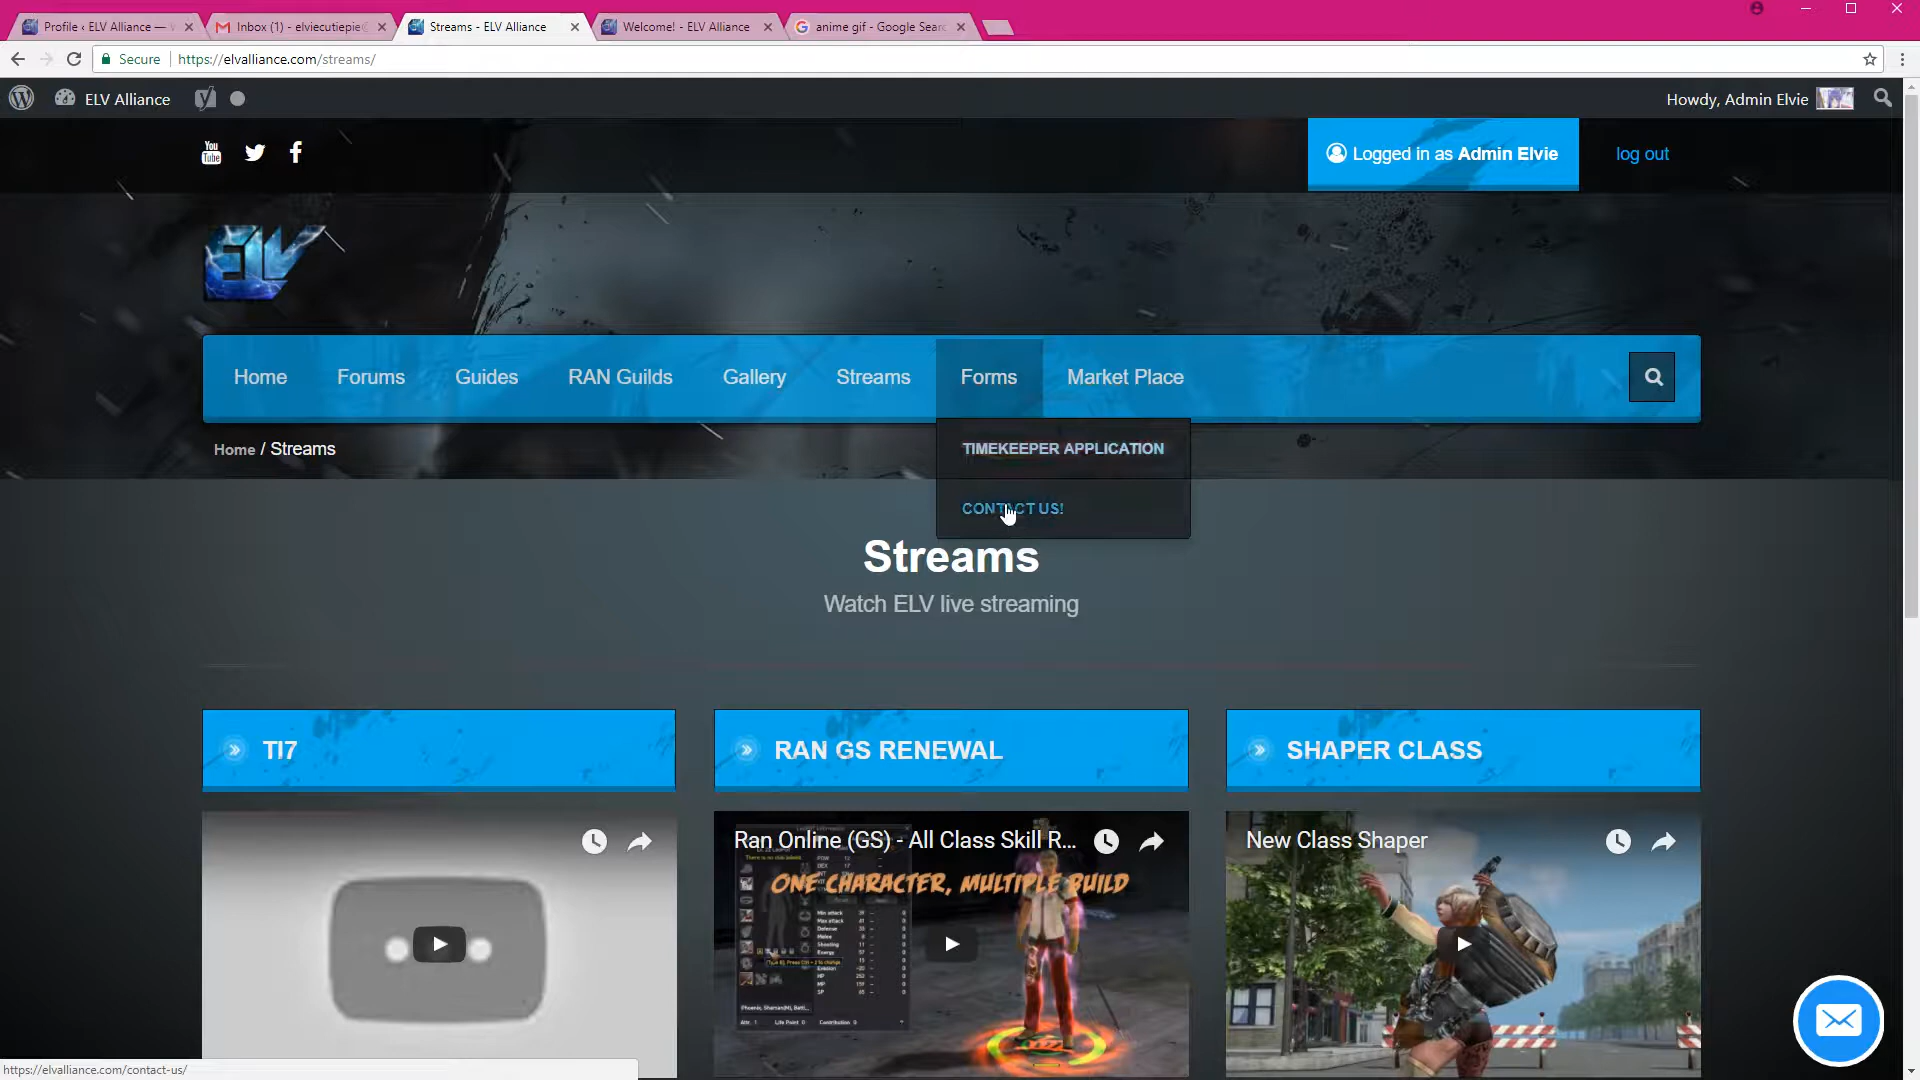 Profile ‹ ELV Alliance —
Inbox (1) - elviecutiepie@
Streams - ELV Alliance
Welcome! - ELV Alliance
anime gif - Google Searc
Secure
https://elvalliance.com/streams/
ELV Alliance
Howdy, Admin Elvie
You
Tube
Logged in as Admin Elvie
log out
ELV
Home
Forums
Guides
RAN Guilds
Gallery
Streams
Forms
Market Place
Home / Streams
TIMEKEEPER APPLICATION
CONTACT US!
Streams
Watch ELV live streaming
TI7
RAN GS RENEWAL
SHAPER CLASS
Ran Online (GS) - All Class Skill R...
ONE CHARACTER, MULTIPLE BUILD
New Class Shaper
https://elvalliance.com/contact-us/